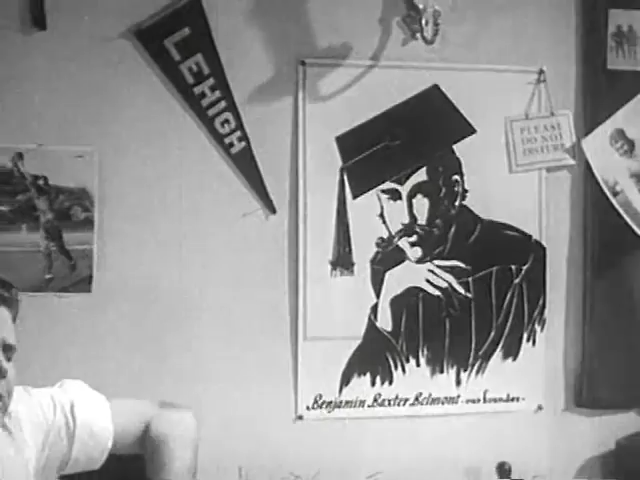 LEHIGH
PLEASE
DO NOT
DISTURB
Benjamin Baxter Belmont - our founder -